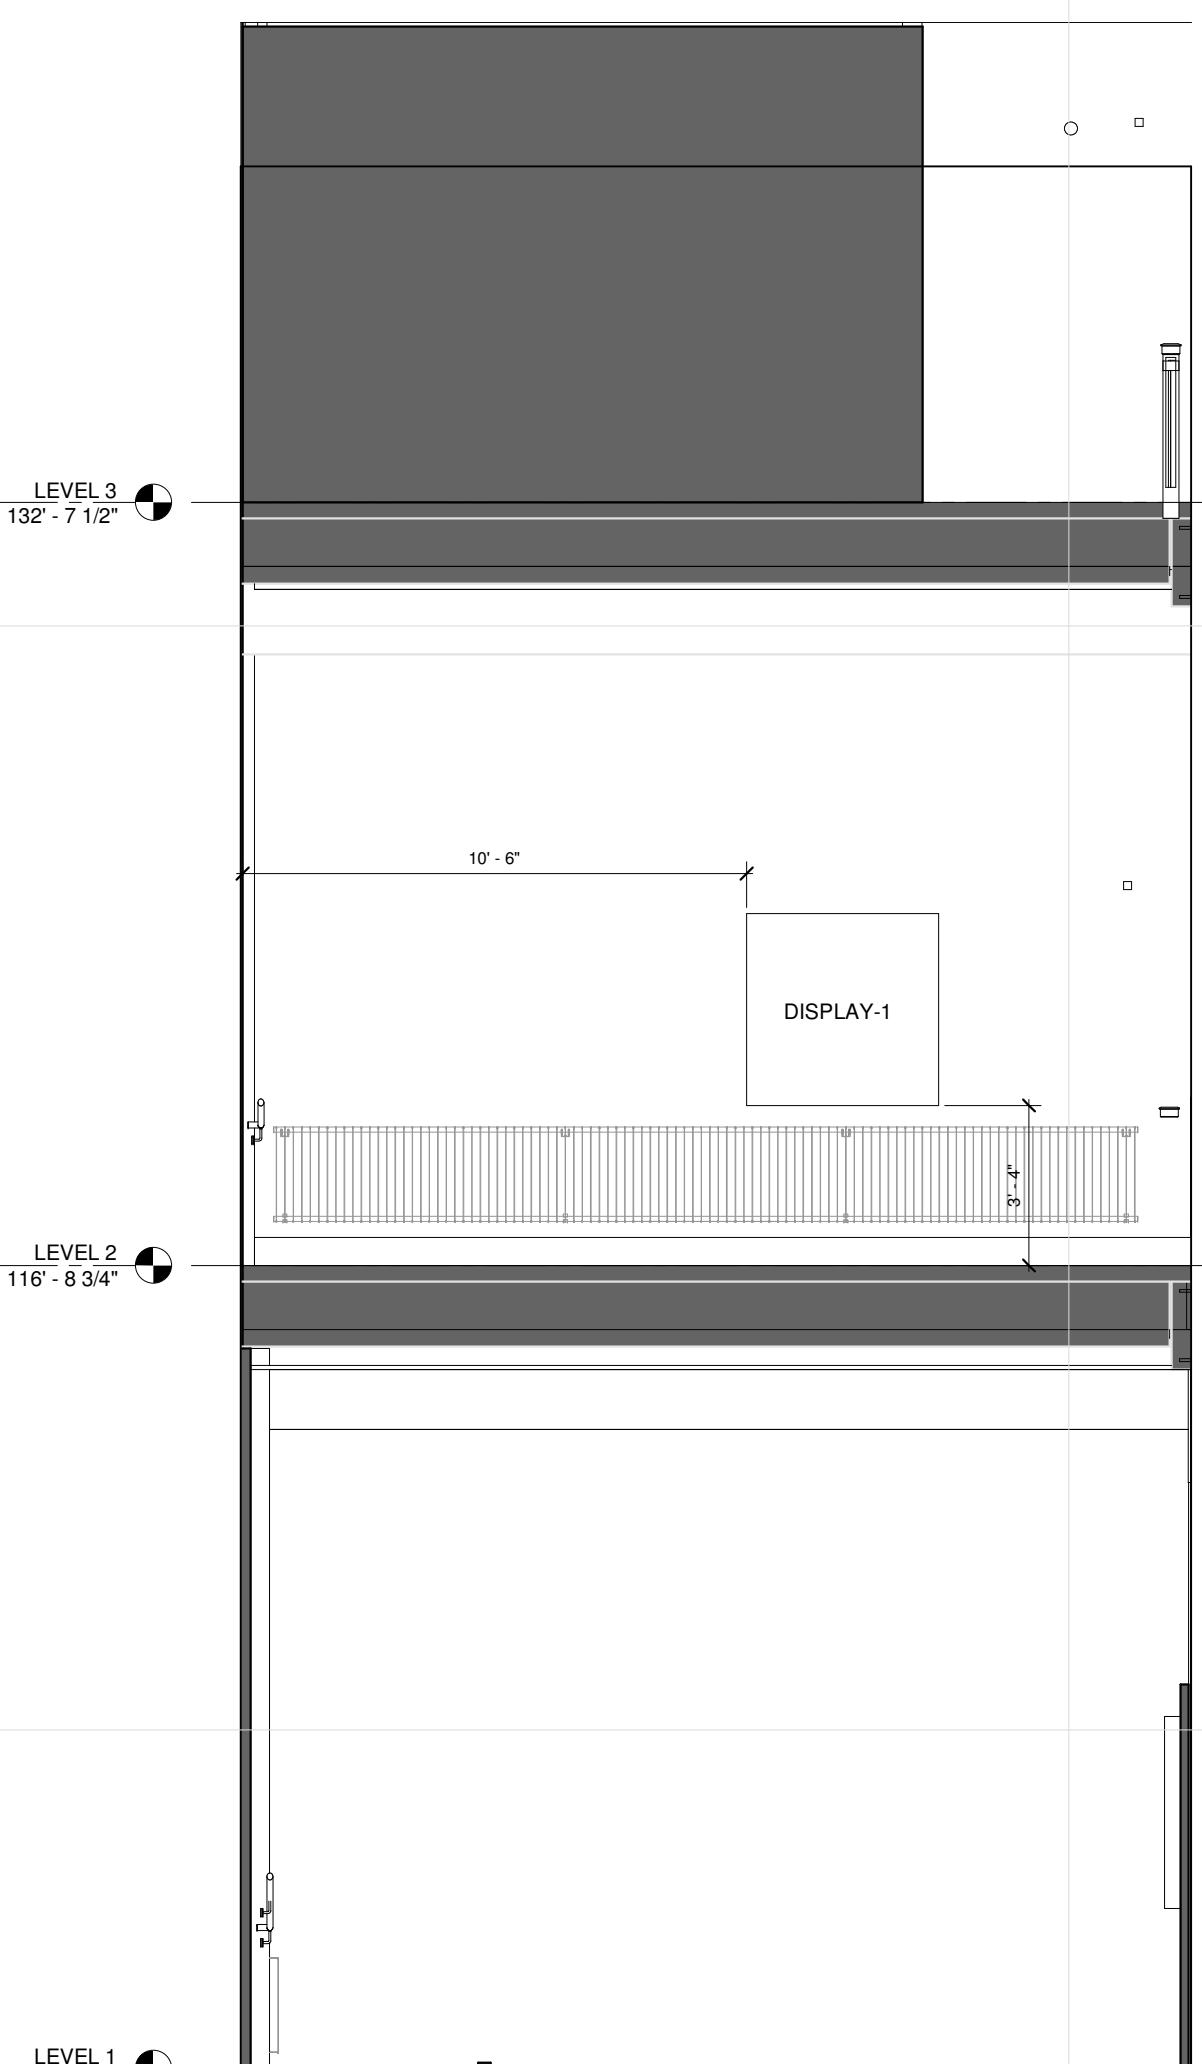 LEVEL 3
132' - 7 1/2"
10' - 6"
DISPLAY-1
3' - 4"
LEVEL 2
116' - 8 3/4"
LEVEL 1